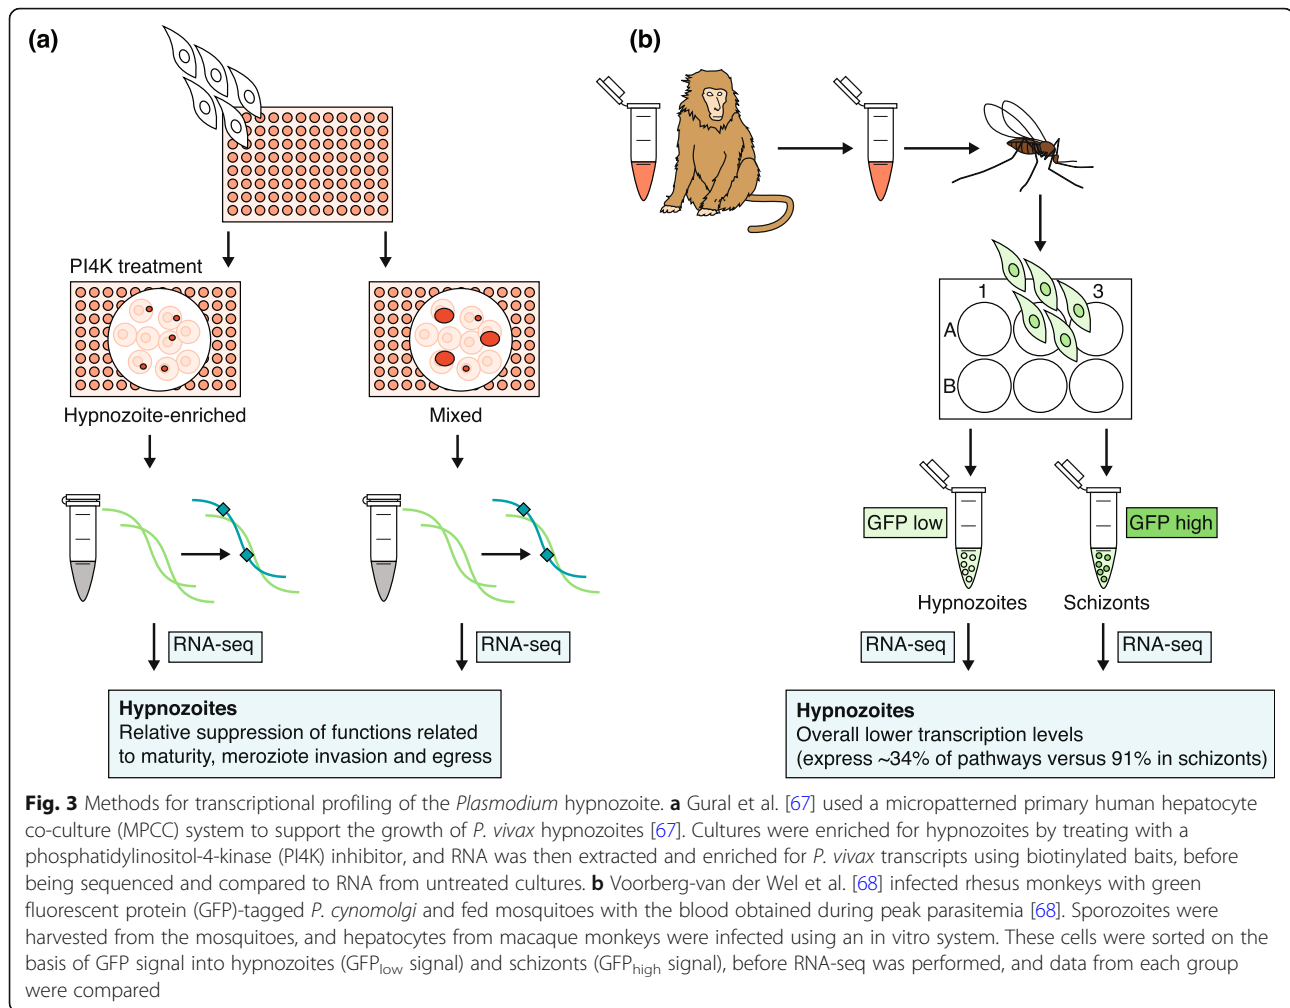 (a)
(b)
PI4K treatment
1
3
A
B
Hypnozoite-enriched
Mixed
GFP low
GFP high
Hypnozoites
Schizonts
RNA-seq
RNA-seq
RNA-seq
RNA-seq
Hypnozoites
Relative suppression of functions related
to maturity, meroziote invasion and egress
Hypnozoites
Overall lower transcription levels
(express ~34% of pathways versus 91% in schizonts)
Fig. 3 Methods for transcriptional profiling of the Plasmodium hypnozoite. a Gural et al. [67] used a micropatterned primary human hepatocyte
co-culture (MPCC) system to support the growth of P. vivax hypnozoites [67]. Cultures were enriched for hypnozoites by treating with a
phosphatidylinositol-4-kinase (PI4K) inhibitor, and RNA was then extracted and enriched for P. vivax transcripts using biotinylated baits, before
being sequenced and compared to RNA from untreated cultures. b Voorberg-van der Wel et al. [68] infected rhesus monkeys with green
fluorescent protein (GFP)-tagged P. cynomolgi and fed mosquitoes with the blood obtained during peak parasitemia [68]. Sporozoites were
harvested from the mosquitoes, and hepatocytes from macaque monkeys were infected using an in vitro system. These cells were sorted on the
basis of GFP signal into hypnozoites (GFPlow signal) and schizonts (GFPhigh signal), before RNA-seq was performed, and data from each group
were compared